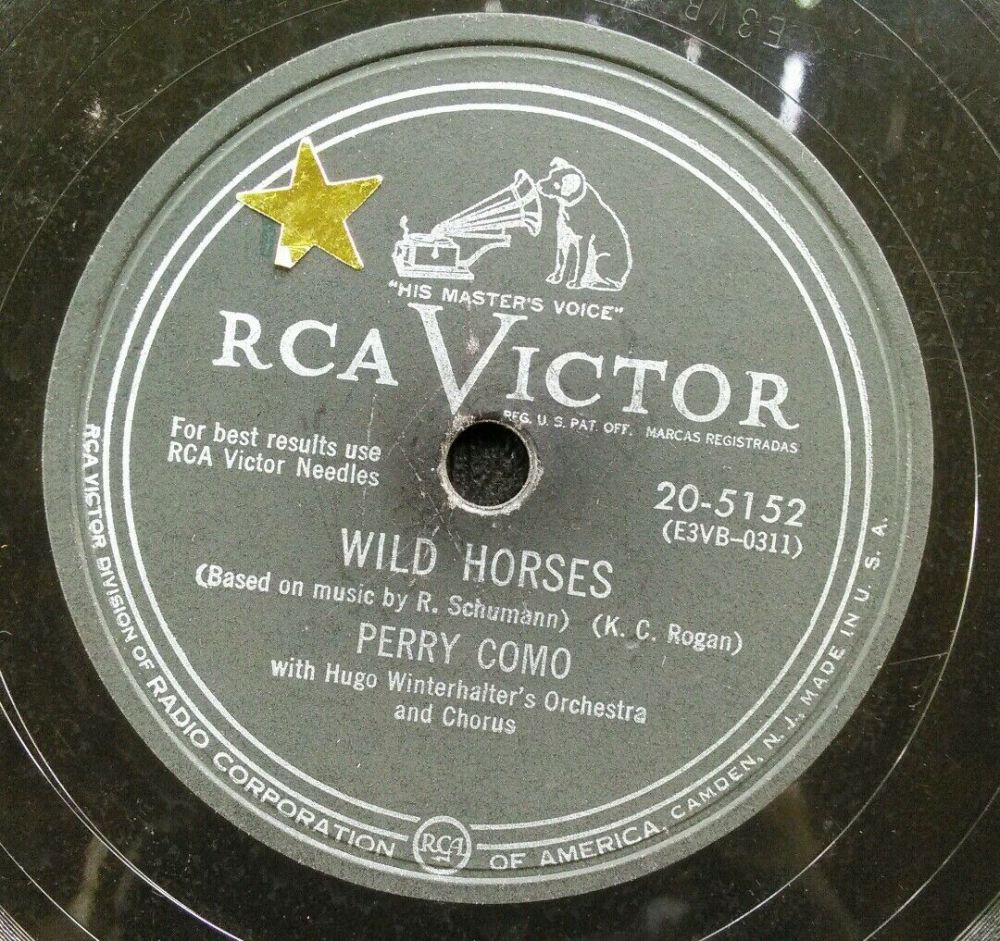 "HIS MASTER'S VOICE"
RCA VICTOR
REG. U. S. PAT. OFF. MARCAS REGISTRADAS
For best results use
RCA Victor Needles
20-5152
(E3VB-0311)
WILD HORSES
(Based on music by R. Schumann) (K. C. Rogan)
PERRY COMO
with Hugo Winterhalter's Orchestra
and Chorus
RCA VICTOR DIVISION OF RADIO CORPORATION RCA OF AMERICA, CAMDEN, N. J., MADE IN U. S. A.
E3VB